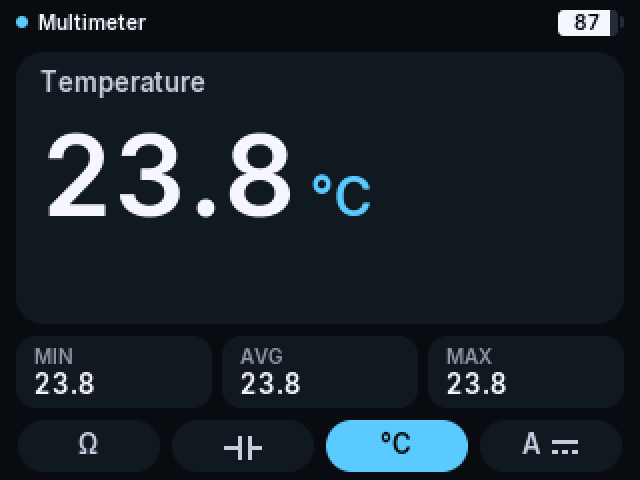 Multimeter
87
Temperature
23.8 °C
MIN
23.8
AVG
23.8
MAX
23.8
Ω
°C
A